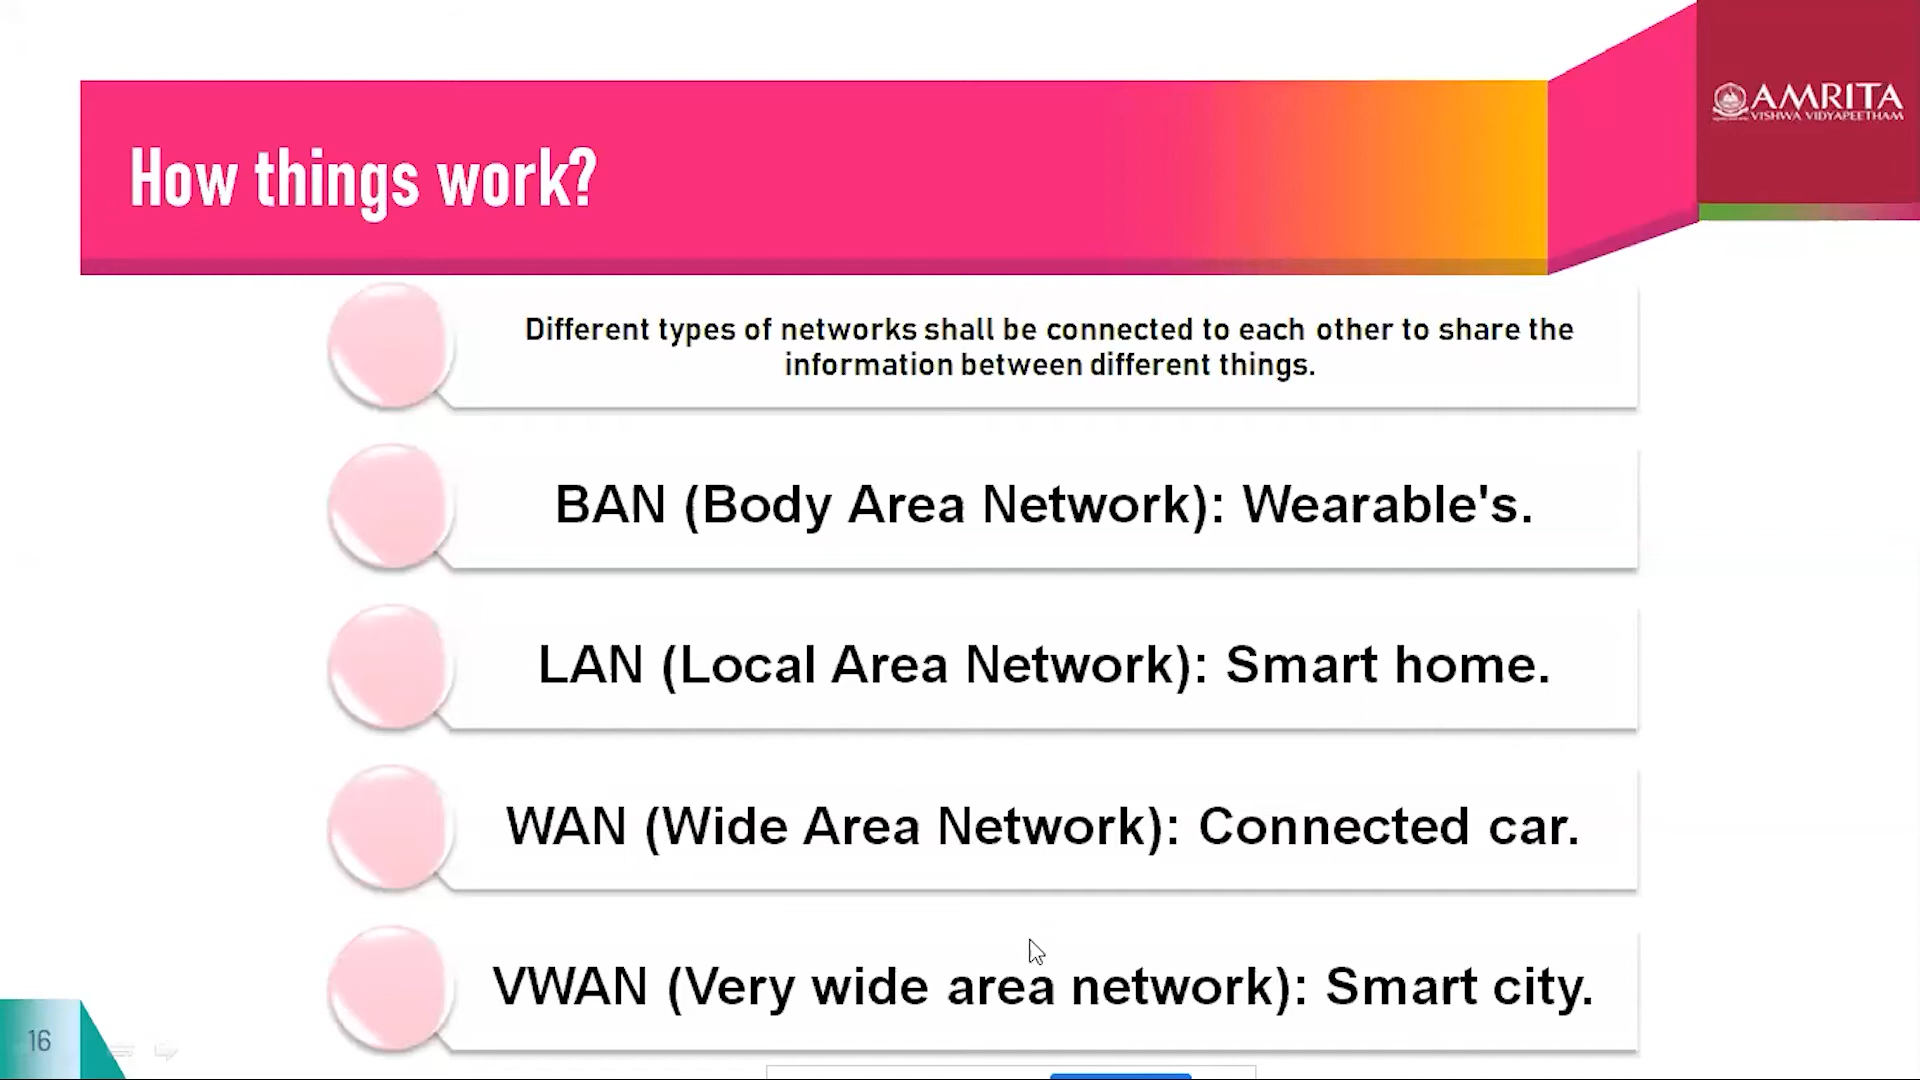 AMRITA
VISHWA VIDYAPEETHAM
How things work?
Different types of networks shall be connected to each other to share the
information between different things.
BAN (Body Area Network): Wearable's.
LAN (Local Area Network): Smart home.
WAN (Wide Area Network): Connected car.
VWAN (Very wide area network): Smart city.
16